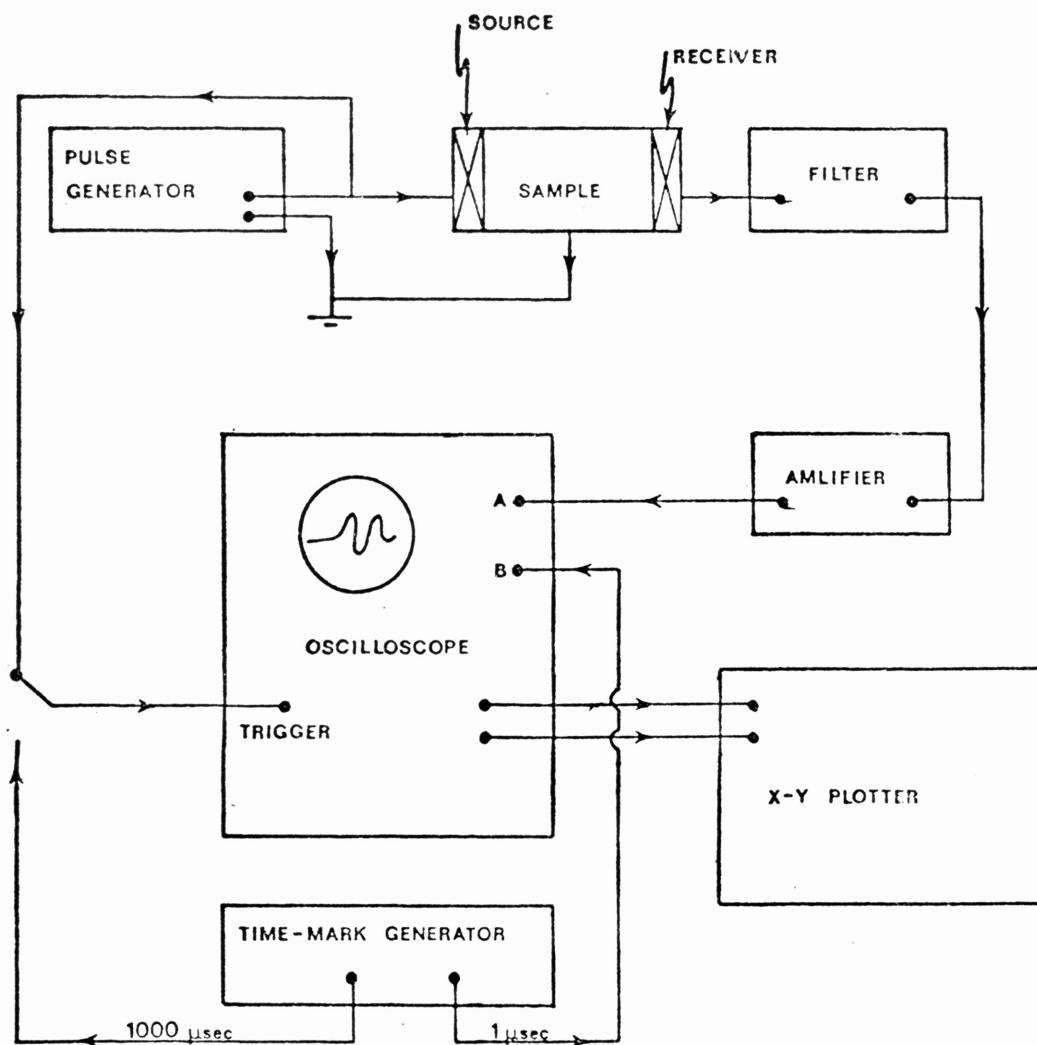 SOURCE
RECEIVER
PULSE
GENERATOR
SAMPLE
FILTER
AMLIFIER
A
B
OSCILLOSCOPE
TRIGGER
X-Y PLOTTER
TIME-MARK GENERATOR
1000 μsec
1 μsec